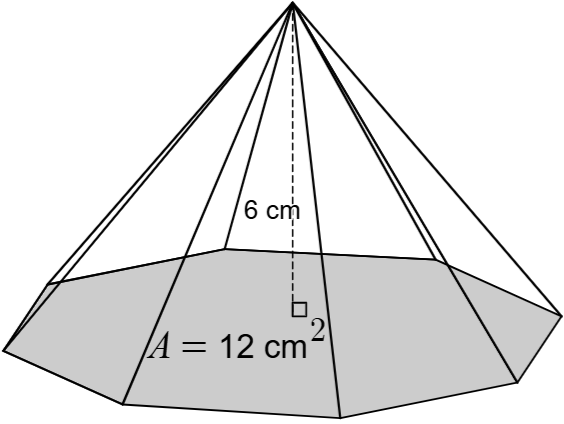 6 cm
A = 12 cm²